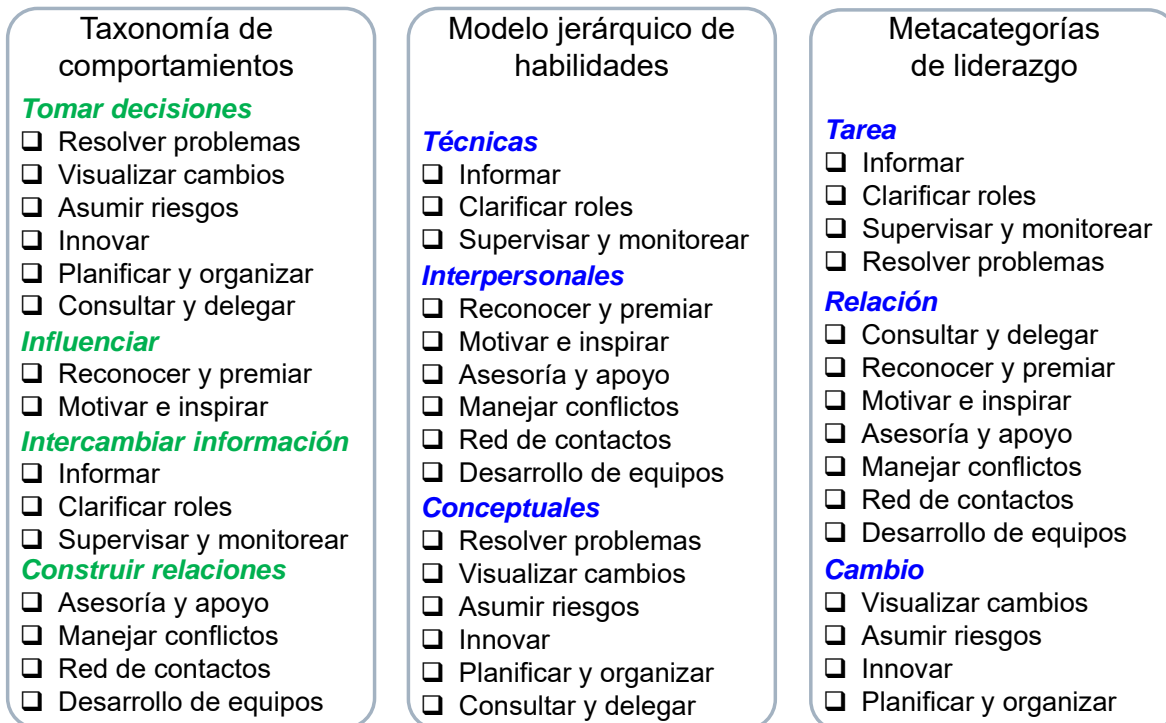 Taxonomía de
comportamientos
Tomar decisiones
❑ Resolver problemas
❑ Visualizar cambios
❑ Asumir riesgos
❑ Innovar
❑ Planificar y organizar
❑ Consultar y delegar
Influenciar
❑ Reconocer y premiar
❑ Motivar e inspirar
Intercambiar información
❑ Informar
❑ Clarificar roles
❑ Supervisar y monitorear
Construir relaciones
❑ Asesoría y apoyo
❑ Manejar conflictos
❑ Red de contactos
❑ Desarrollo de equipos
Modelo jerárquico de
habilidades
Técnicas
❑ Informar
❑ Clarificar roles
❑ Supervisar y monitorear
Interpersonales
❑ Reconocer y premiar
❑ Motivar e inspirar
❑ Asesoría y apoyo
❑ Manejar conflictos
❑ Red de contactos
❑ Desarrollo de equipos
Conceptuales
❑ Resolver problemas
❑ Visualizar cambios
❑ Asumir riesgos
❑ Innovar
❑ Planificar y organizar
❑ Consultar y delegar
Metacategorías
de liderazgo
Tarea
❑ Informar
❑ Clarificar roles
❑ Supervisar y monitorear
❑ Resolver problemas
Relación
❑ Consultar y delegar
❑ Reconocer y premiar
❑ Motivar e inspirar
❑ Asesoría y apoyo
❑ Manejar conflictos
❑ Red de contactos
❑ Desarrollo de equipos
Cambio
❑ Visualizar cambios
❑ Asumir riesgos
❑ Innovar
❑ Planificar y organizar